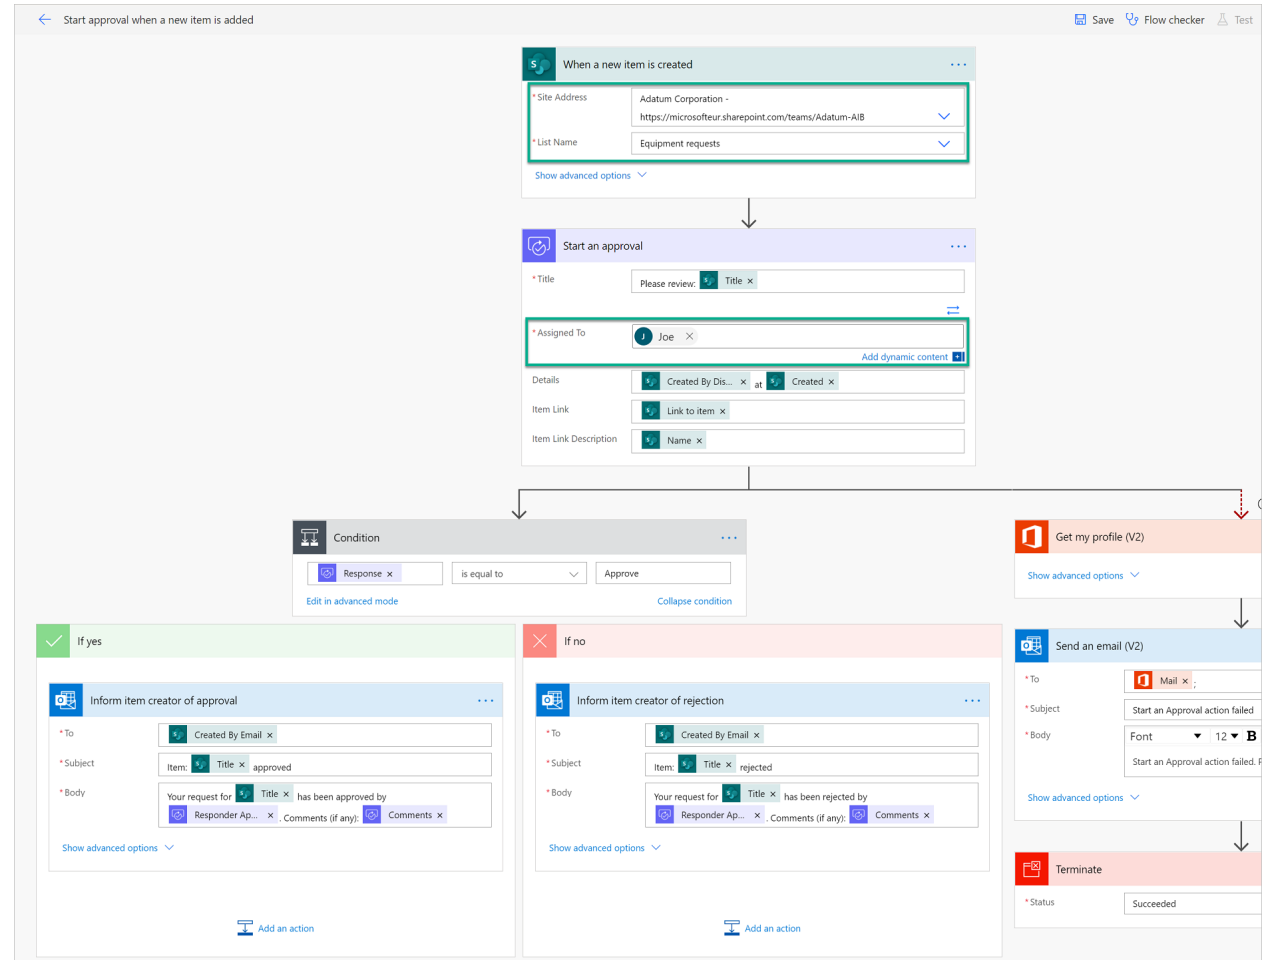 Start approval when a new item is added
Save
Flow checker
Test
When a new item is created
* Site Address
Adatum Corporation -
https://microsofteur.sharepoint.com/teams/Adatum-AIB
* List Name
Equipment requests
Show advanced options
Start an approval
* Title
Please review: Title ×
* Assigned To
J Joe ×
Add dynamic content
Details
Created By Dis... × at Created ×
Item Link
Link to item ×
Item Link Description
Name ×
Condition
Response ×
is equal to
Approve
Edit in advanced mode
Collapse condition
If yes
Inform item creator of approval
* To
Created By Email ×
* Subject
Item: Title × approved
* Body
Your request for Title × has been approved by
Responder Ap... × . Comments (if any): Comments ×
Show advanced options
Add an action
If no
Inform item creator of rejection
* To
Created By Email ×
* Subject
Item: Title × rejected
* Body
Your request for Title × has been rejected by
Responder Ap... × . Comments (if any): Comments ×
Show advanced options
Add an action
Get my profile (V2)
Show advanced options
Send an email (V2)
* To
Mail × ;
* Subject
Start an Approval action failed
* Body
Font 12 B
Start an Approval action failed.
Show advanced options
Terminate
* Status
Succeeded